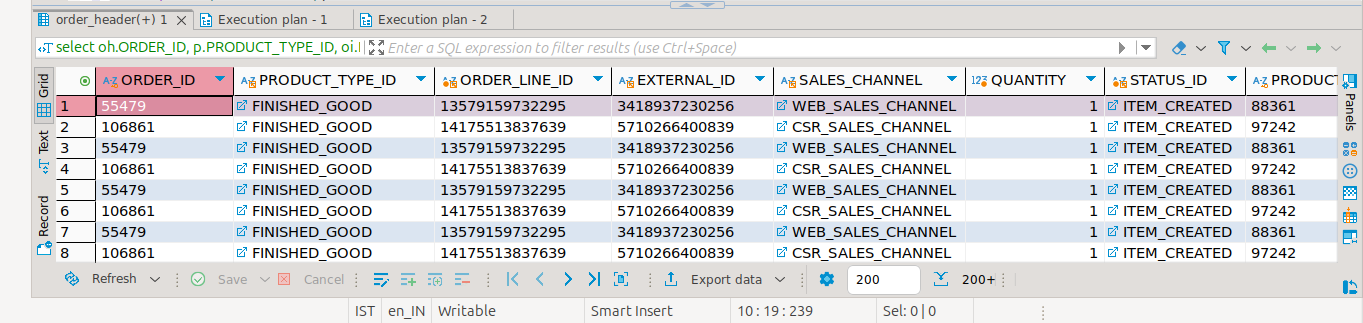 order_header(+) 1 Execution plan - 1 Execution plan - 2
select oh.ORDER_ID, p.PRODUCT_TYPE_ID, oi. Enter a SQL expression to filter results (use Ctrl+Space)
Grid
Text
Record
Panels
ORDER_ID PRODUCT_TYPE_ID ORDER_LINE_ID EXTERNAL_ID SALES_CHANNEL 123 QUANTITY STATUS_ID PRODUCT
1 55479 FINISHED_GOOD 13579159732295 3418937230256 WEB_SALES_CHANNEL 1 ITEM_CREATED 88361
2 106861 FINISHED_GOOD 14175513837639 5710266400839 CSR_SALES_CHANNEL 1 ITEM_CREATED 97242
3 55479 FINISHED_GOOD 13579159732295 3418937230256 WEB_SALES_CHANNEL 1 ITEM_CREATED 88361
4 106861 FINISHED_GOOD 14175513837639 5710266400839 CSR_SALES_CHANNEL 1 ITEM_CREATED 97242
5 55479 FINISHED_GOOD 13579159732295 3418937230256 WEB_SALES_CHANNEL 1 ITEM_CREATED 88361
6 106861 FINISHED_GOOD 14175513837639 5710266400839 CSR_SALES_CHANNEL 1 ITEM_CREATED 97242
7 55479 FINISHED_GOOD 13579159732295 3418937230256 WEB_SALES_CHANNEL 1 ITEM_CREATED 88361
8 106861 FINISHED_GOOD 14175513837639 5710266400839 CSR_SALES_CHANNEL 1 ITEM_CREATED 97242
Refresh Save Cancel Export data 200 200+
IST en_IN Writable Smart Insert 10 : 19 : 239 Sel: 0 | 0